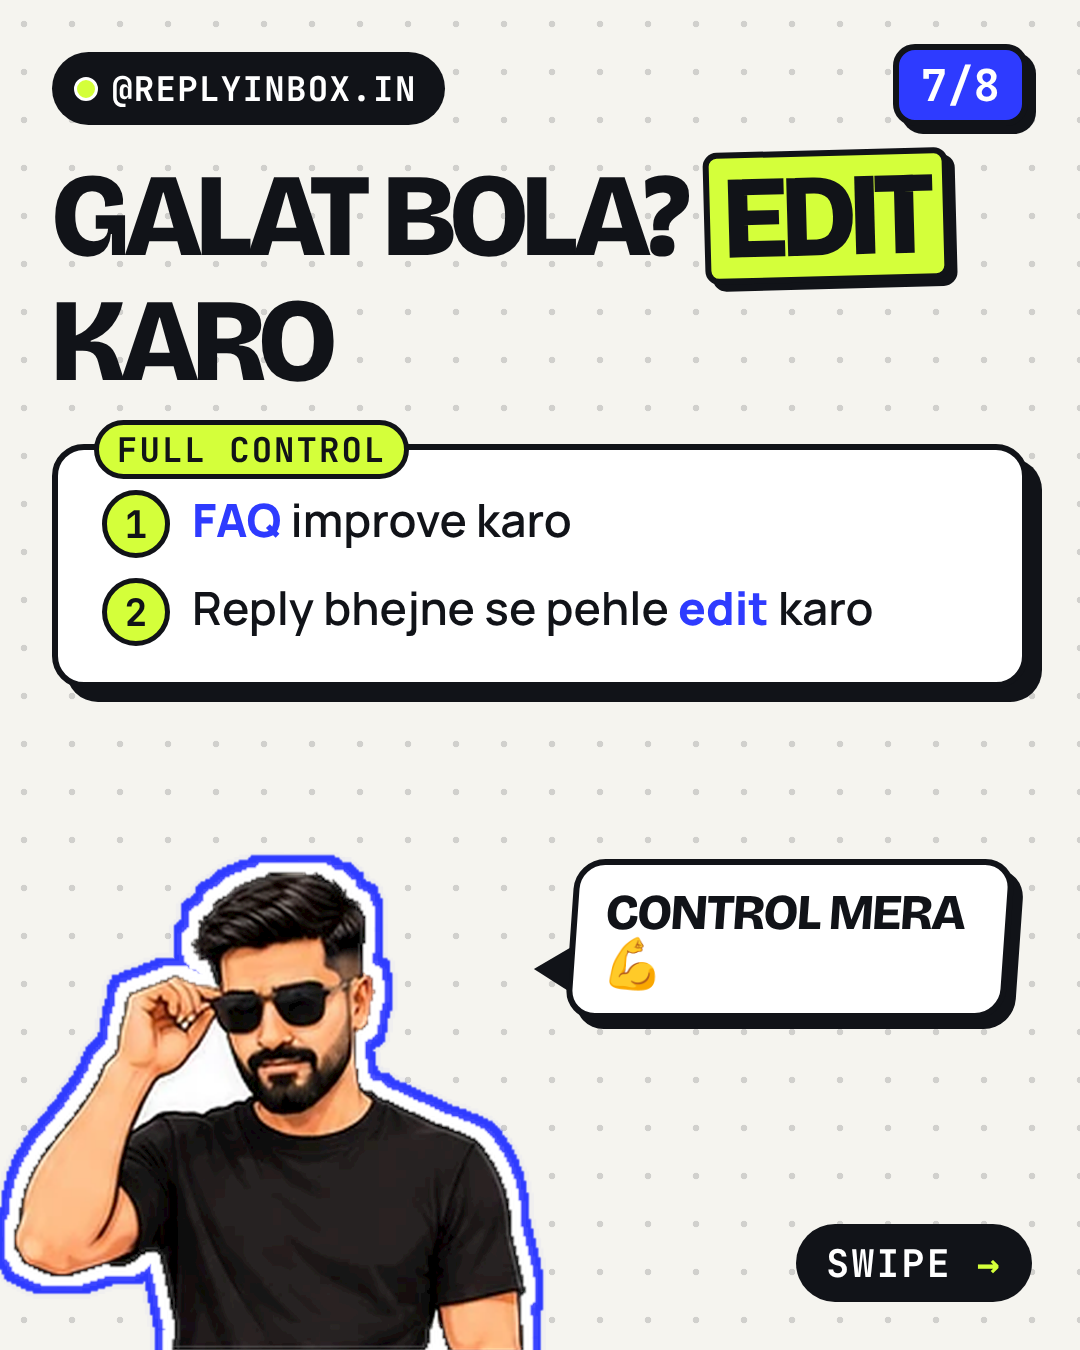 @REPLYINBOX.IN
7/8
GALAT BOLA? EDIT
KARO
FULL CONTROL
1 FAQ improve karo
2 Reply bhejne se pehle edit karo
CONTROL MERA
💪
SWIPE →